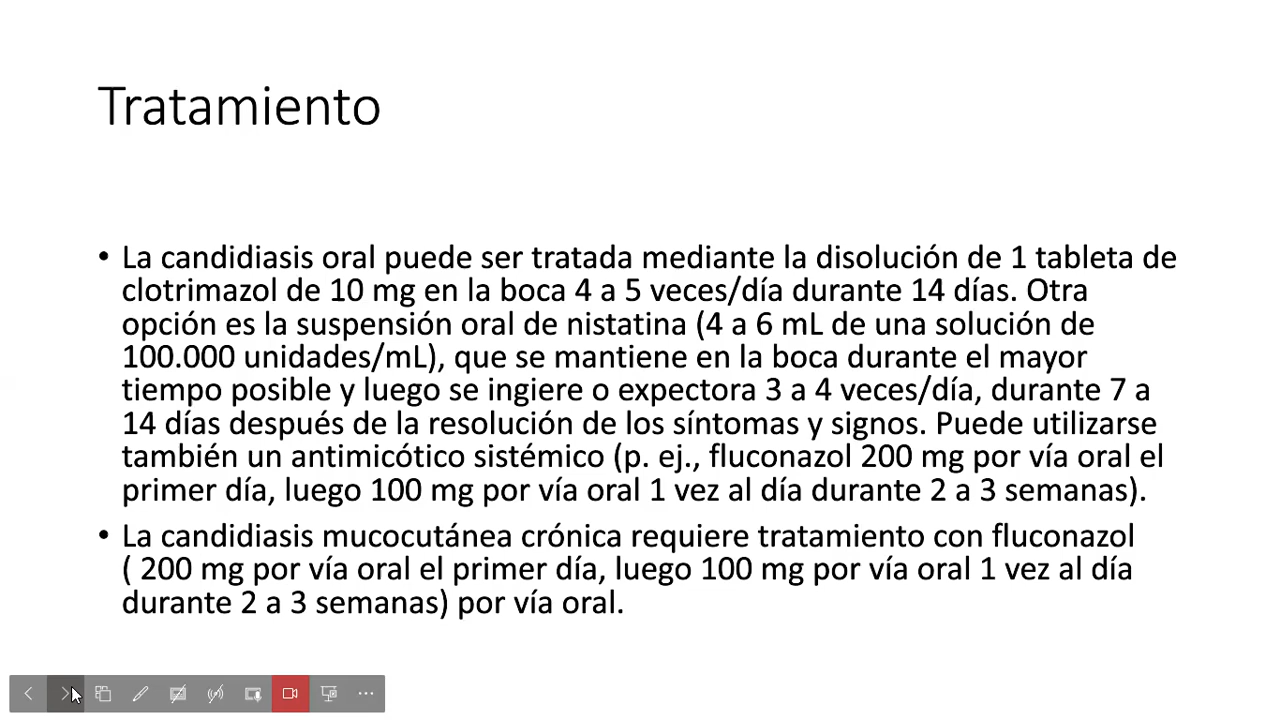 Tratamiento
• La candidiasis oral puede ser tratada mediante la disolución de 1 tableta de
clotrimazol de 10 mg en la boca 4 a 5 veces/día durante 14 días. Otra
opción es la suspensión oral de nistatina (4 a 6 mL de una solución de
100.000 unidades/mL), que se mantiene en la boca durante el mayor
tiempo posible y luego se ingiere o expectora 3 a 4 veces/día, durante 7 a
14 días después de la resolución de los síntomas y signos. Puede utilizarse
también un antimicótico sistémico (p. ej., fluconazol 200 mg por vía oral el
primer día, luego 100 mg por vía oral 1 vez al día durante 2 a 3 semanas).
• La candidiasis mucocutánea crónica requiere tratamiento con fluconazol
( 200 mg por vía oral el primer día, luego 100 mg por vía oral 1 vez al día
durante 2 a 3 semanas) por vía oral.